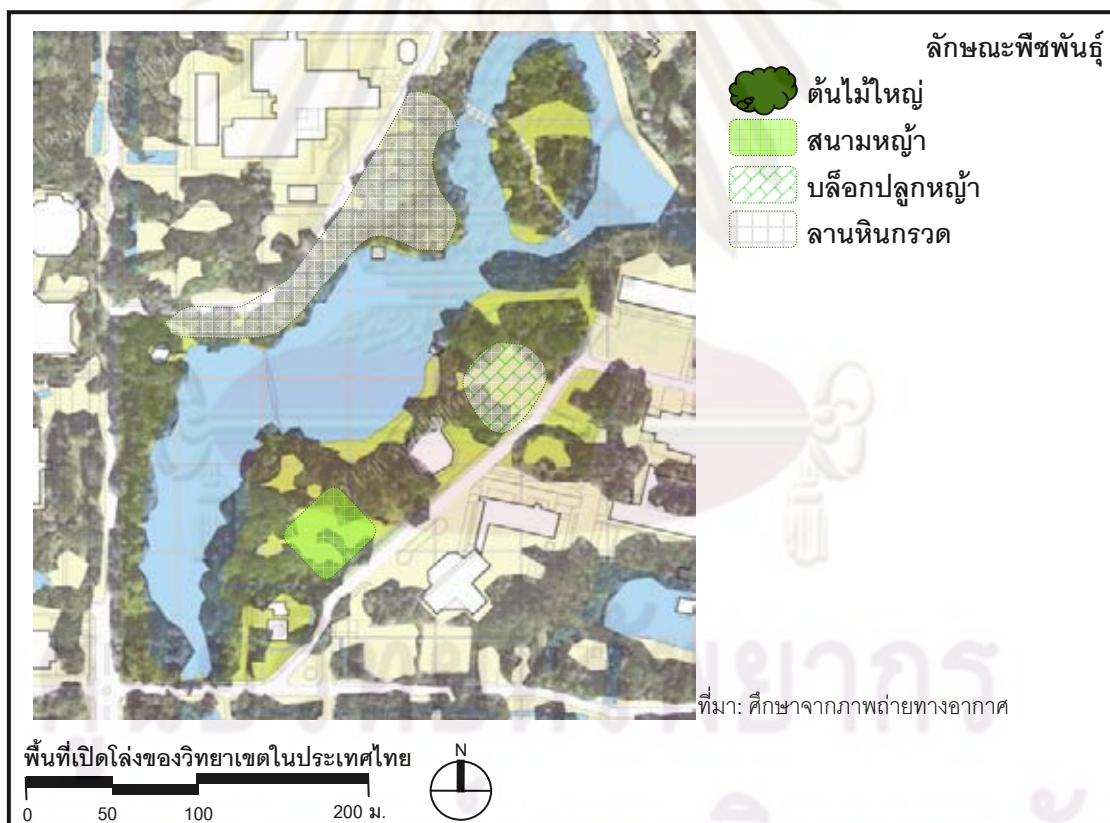 ลักษณะพืชพันธุ์
ต้นไม้ใหญ่
สนามหญ้า
บล็อกปลูกหญ้า
ลานหินกรวด
ที่มา: ศึกษาจากภาพถ่ายทางอากาศ
พื้นที่เปิดโล่งของวิทยาเขตในประเทศไทย
N
0 50 100 200 ม.